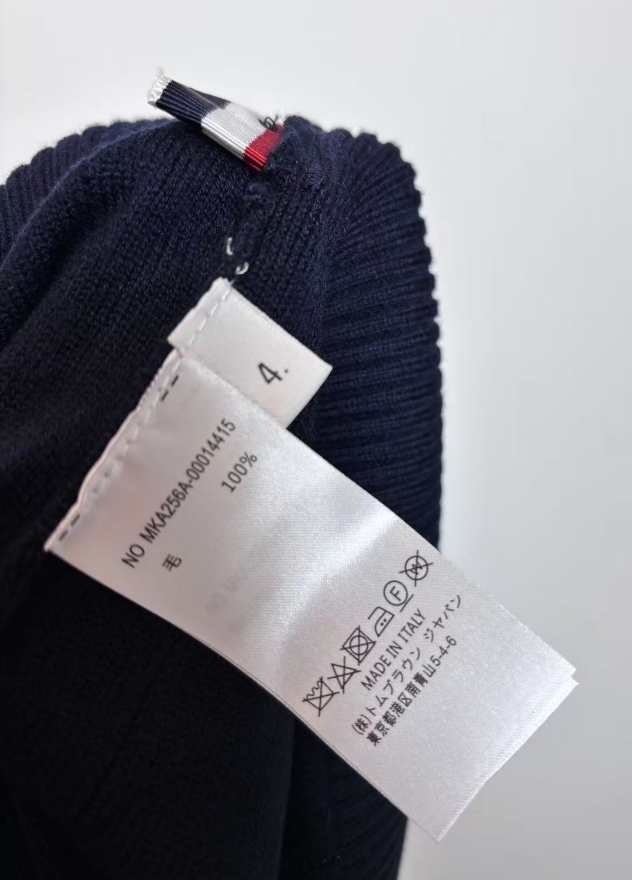 4.
NO MKA256A-00014415
毛 100%
MADE IN ITALY
(株)トムブラウン ジャパン
東京都港区南青山5-4-6